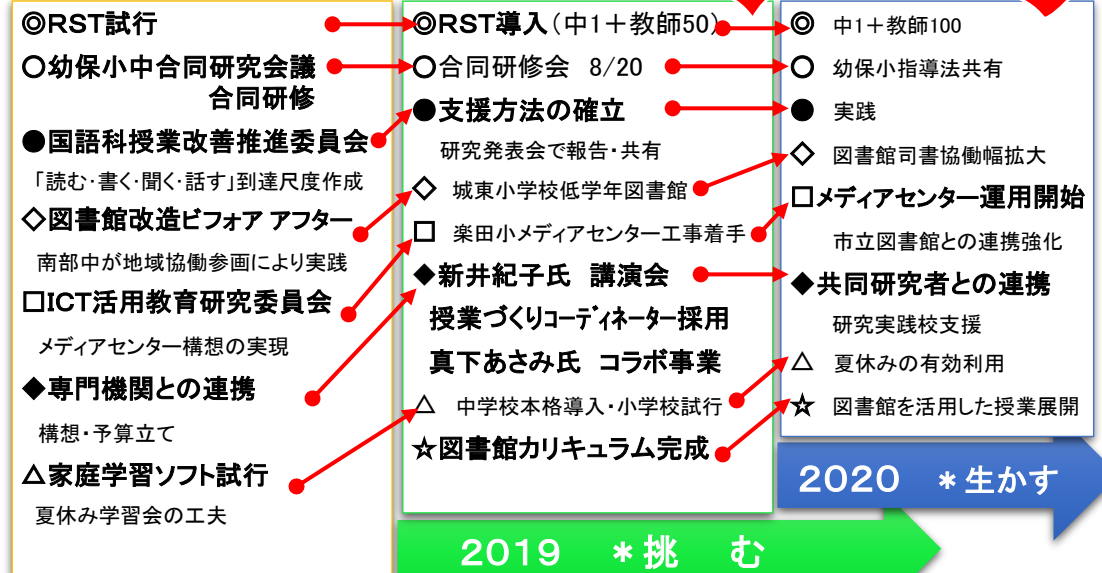 ◎RST試行
○幼保小中合同研究会議
合同研修
●国語科授業改善推進委員会
「読む・書く・聞く・話す」到達尺度作成
◇図書館改造ビフォア アフター
南部中が地域協働参画により実践
□ICT活用教育研究委員会
メディアセンター構想の実現
◆専門機関との連携
構想・予算立て
△家庭学習ソフト試行
夏休み学習会の工夫
◎RST導入(中1+教師50)
○合同研修会 8/20
●支援方法の確立
研究発表会で報告・共有
◇ 城東小学校低学年図書館
□ 楽田小メディアセンター工事着手
◆新井紀子氏 講演会
授業づくりコーディネーター採用
真下あさみ氏 コラボ事業
△ 中学校本格導入・小学校試行
☆図書館カリキュラム完成
2019 *挑 む
◎ 中1+教師100
○ 幼保小指導法共有
● 実践
◇ 図書館司書協働幅拡大
□メディアセンター運用開始
市立図書館との連携強化
◆共同研究者との連携
研究実践校支援
△ 夏休みの有効利用
☆ 図書館を活用した授業展開
2020 *生かす